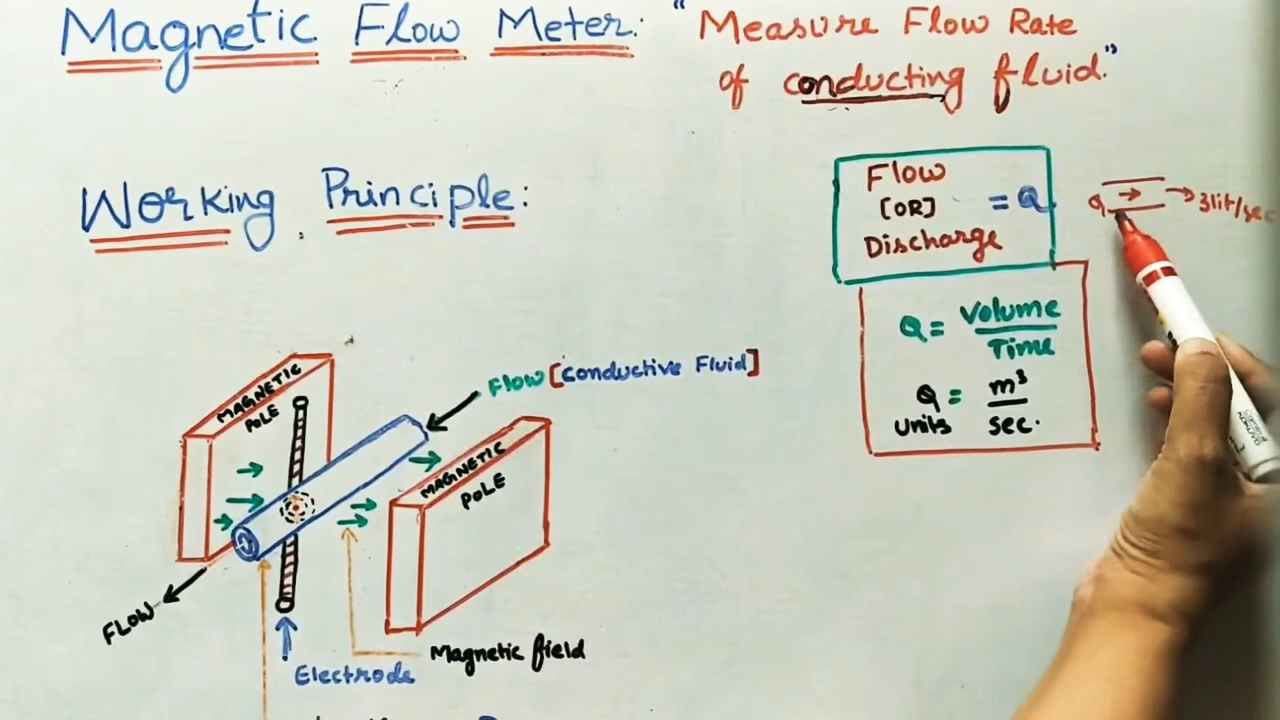 Magnetic Flow Meter: "Measure Flow Rate
of conducting fluid."
Working Principle:
Flow
[OR] = Q
Discharge
Q → → 3lit/sec
Q = Volume
Time
Q = m³
units sec.
MAGNETIC
POLE
Flow [conductive Fluid]
MAGNETIC
POLE
FLOW
Magnetic field
Electrode